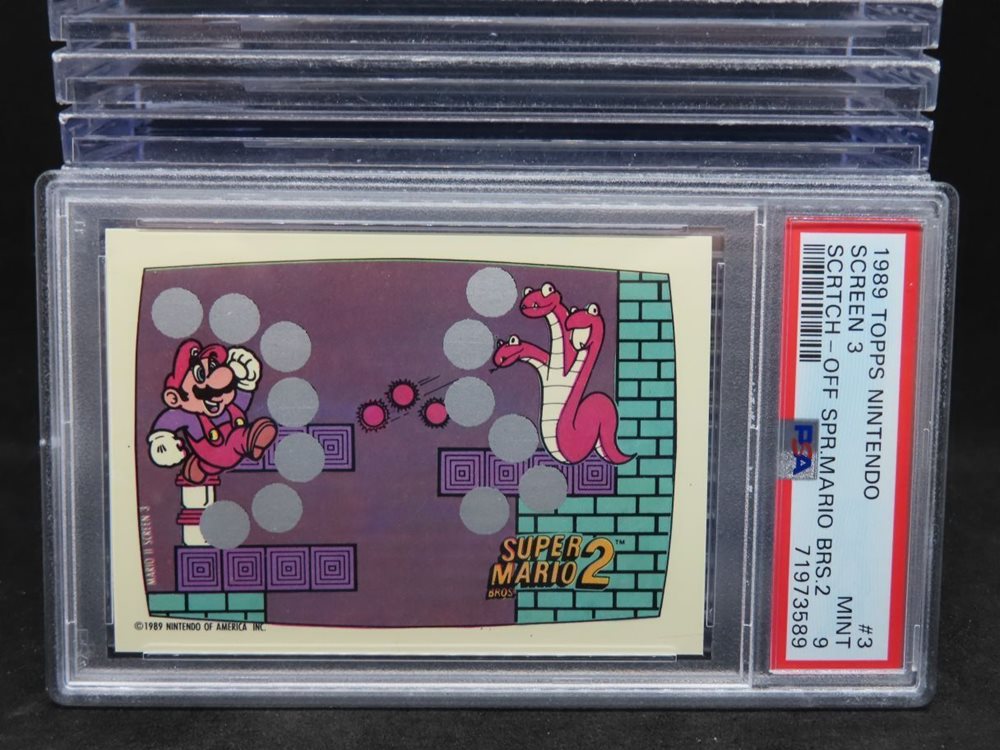 MARIO II SCREEN 3
SUPER
MARIO 2™
BROS
©1989 NINTENDO OF AMERICA INC.
1989 TOPPS NINTENDO #3
SCREEN 3 MINT
SCRTCH-OFF SPR.MARIO BRS.2 9
71973589
PSA